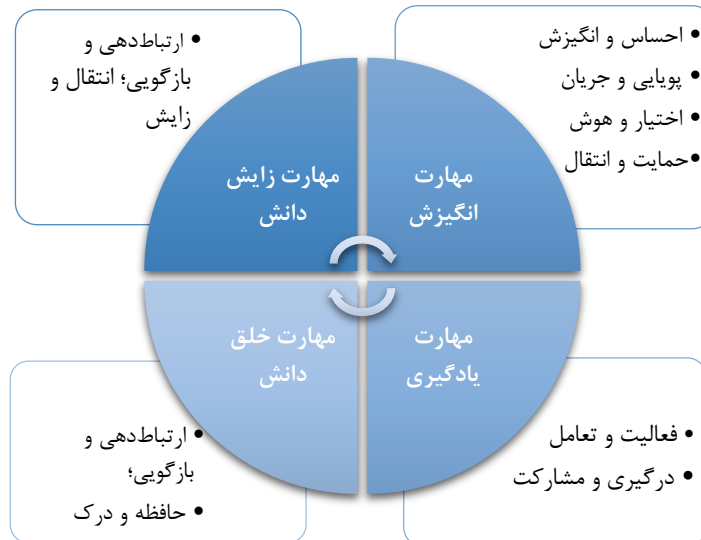 • احساس و انگیزش
• پویایی و جریان
• اختیار و هوش
•حمایت و انتقال
• ارتباط‌دهی و
بازگویی؛ انتقال و
زایش
مهارت
انگیزش
مهارت زایش
دانش
مهارت
یادگیری
مهارت خلق
دانش
• فعالیت و تعامل
• درگیری و مشارکت
• ارتباط‌دهی و
بازگویی؛
• حافظه و درک